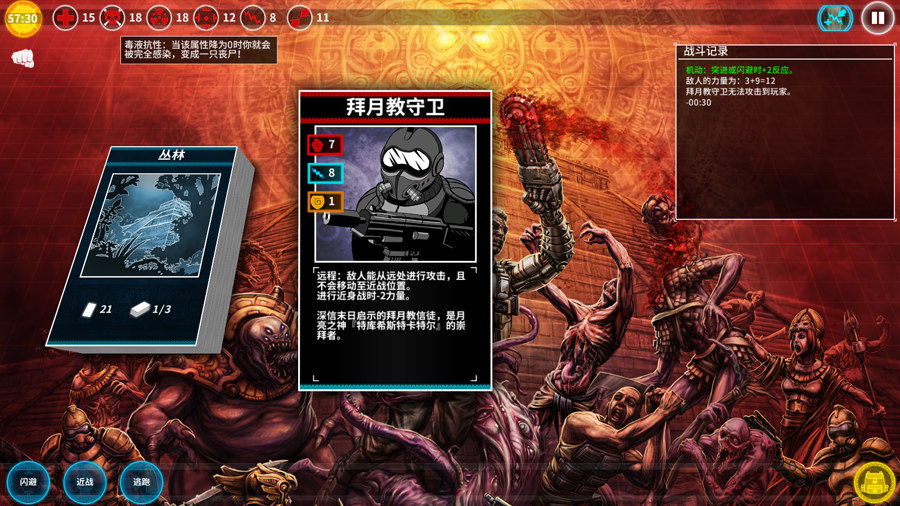 57:30
15
18
18
12
8
11
毒液抗性：当该属性降为0时你就会
被完全感染，变成一只丧尸！
战斗记录
机动：突进或闪避时+2反应。
敌人的力量为：3+9=12
拜月教守卫无法攻击到玩家。
-00:30
丛林
21
1/3
拜月教守卫
7
8
1
远程：敌人能从远处进行攻击，且
不会移动至近战位置。
进行近身战时-2力量。
深信末日启示的拜月教信徒，是月
亮之神『特库希斯特卡特尔』的崇
拜者。
闪避
近战
逃跑